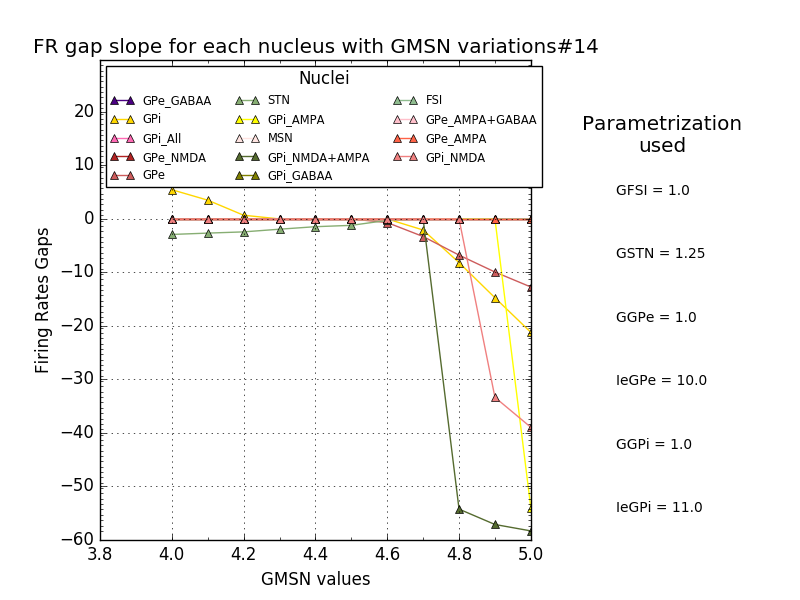 FR gap slope for each nucleus with GMSN variations#14
Nuclei
GPe_GABAA STN FSI
GPi GPi_AMPA GPe_AMPA+GABAA
GPi_All MSN GPe_AMPA
GPe_NMDA GPi_NMDA+AMPA GPi_NMDA
GPe GPi_GABAA
Firing Rates Gaps
20
10
0
−10
−20
−30
−40
−50
−60
3.8 4.0 4.2 4.4 4.6 4.8 5.0
GMSN values
Parametrization
used
GFSI = 1.0
GSTN = 1.25
GGPe = 1.0
IeGPe = 10.0
GGPi = 1.0
IeGPi = 11.0